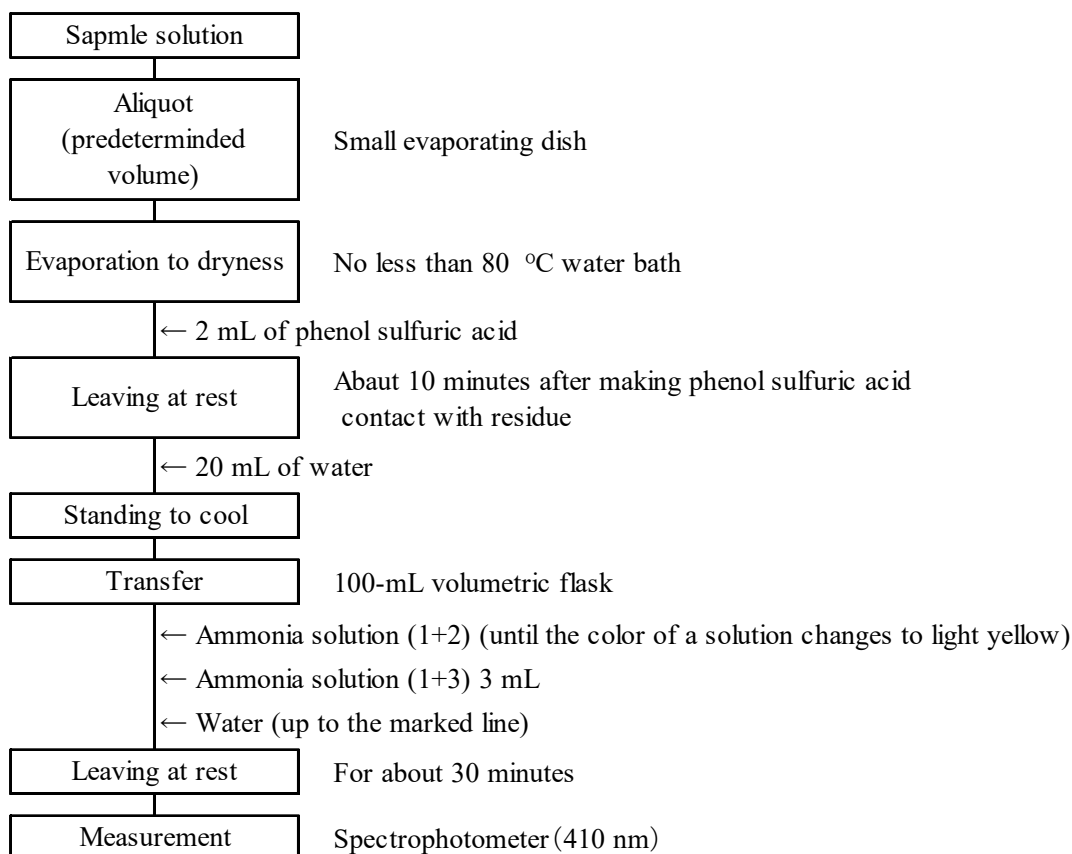 Sapmle solution
Aliquot
(predeterminded
volume)
Small evaporating dish
Evaporation to dryness
No less than 80 °C water bath
← 2 mL of phenol sulfuric acid
Leaving at rest
Abaut 10 minutes after making phenol sulfuric acid
contact with residue
← 20 mL of water
Standing to cool
Transfer
100-mL volumetric flask
← Ammonia solution (1+2) (until the color of a solution changes to light yellow)
← Ammonia solution (1+3) 3 mL
← Water (up to the marked line)
Leaving at rest
For about 30 minutes
Measurement
Spectrophotometer(410 nm)